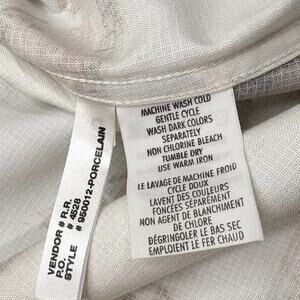 VENDOR # R.R.
P.O. # 4628
STYLE # 950012-PORCELAIN
MACHINE WASH COLD
GENTLE CYCLE
WASH DARK COLORS
SEPARATELY
NON CHLORINE BLEACH
TUMBLE DRY
USE WARM IRON
LE LAVAGE DE MACHINE FROID
CYCLE DOUX
LAVENT DES COULEURS
FONCÉES SÉPARÉMENT
NON AGENT DE BLANCHIMENT
DE CHLORE
DÉGRINGOLER LE BAS SEC
EMPLOIENT LE FER CHAUD